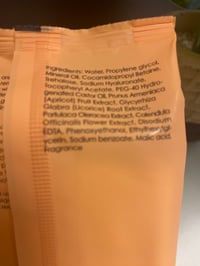 Ingredients: Water, Propylene glycol,
Mineral Oil, Cocamidopropyl Betaine,
Trehalose, Sodium Hyaluronate,
Tocopheryl Acetate, PEG-40 Hydro-
genated Castor Oil, Prunus Armeniaca
(Apricot) Fruit Extract, Glycyrrhiza
Glabra (Licorice) Root Extract,
Portulaca Oleracea Extract, Calendula
Officinalis Flower Extract, Disodium
EDTA, Phenoxyethanol, Ethylhexylgl-
ycerin, Sodium benzoate, Malic acid,
Fragrance